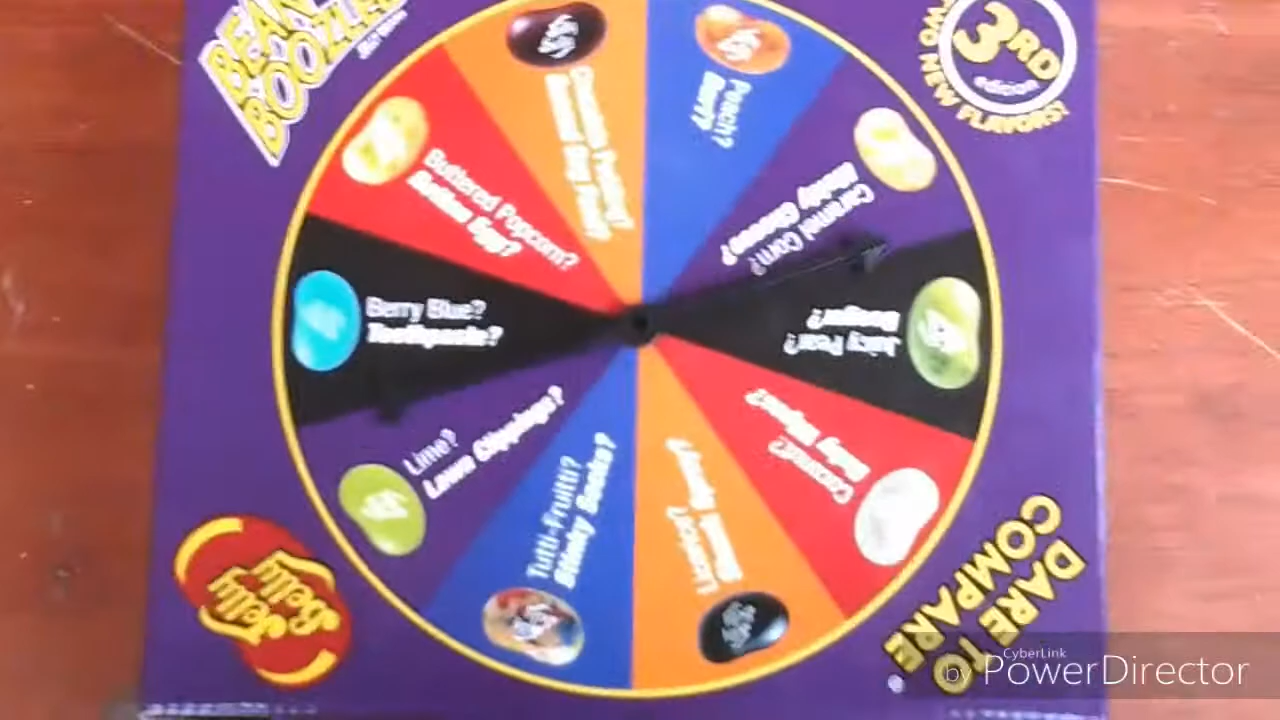 BEAN
BOOZLED
3RD
edition
TWO NEW FLAVORS!
Peach?
Barf?
Caramel Corn?
Moldy Cheese?
Juicy Pear?
Booger?
Coconut?
Baby Wipes?
Licorice?
Tutti-Fruitti?
Stinky Socks?
Lime?
Lawn Clippings?
Berry Blue?
Toothpaste?
Buttered Popcorn?
Rotten Egg?
Chocolate Pudding?
Canned Dog Food?
Jelly
Belly
DARE TO
COMPARE
CyberLink
by PowerDirector